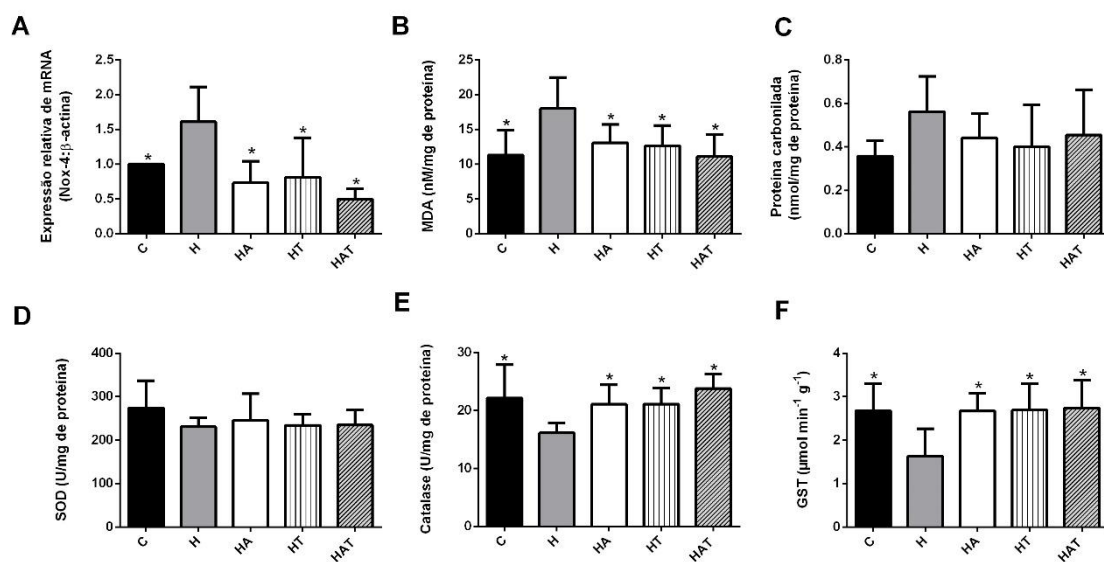 A
Expressão relativa de mRNA
(Nox-4:β-actina)
2.5
2.0
1.5
1.0
0.5
0.0
*
*
*
*
C
H
HA
HT
HAT
B
MDA (nM/mg de proteína)
25
20
15
10
5
0
*
*
*
*
C
H
HA
HT
HAT
C
Proteína carbonilada
(nmol/mg de proteína)
0.8
0.6
0.4
0.2
0.0
C
H
HA
HT
HAT
D
SOD (U/mg de proteína)
400
300
200
100
0
C
H
HA
HT
HAT
E
Catalase (U/mg de proteína)
30
20
10
0
*
*
*
*
C
H
HA
HT
HAT
F
GST (µmol min⁻¹ g⁻¹)
4
3
2
1
0
*
*
*
*
C
H
HA
HT
HAT